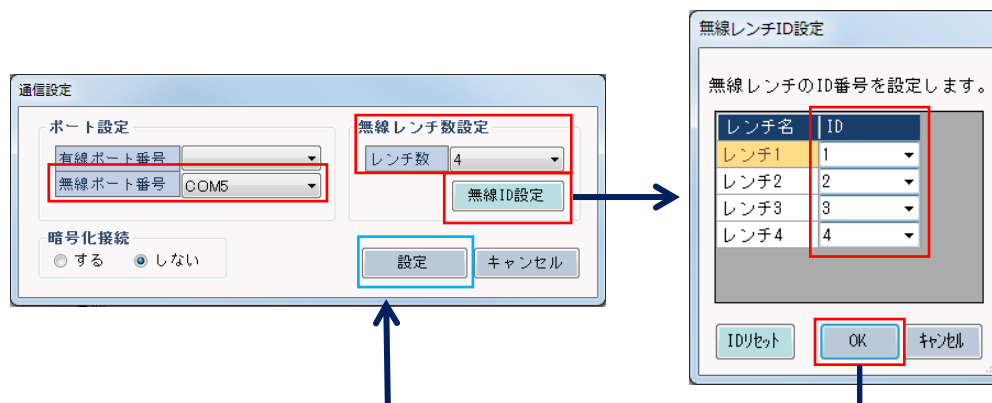 通信設定
ポート設定
有線ポート番号
無線ポート番号 COM5
無線レンチ数設定
レンチ数 4
無線ID設定
暗号化接続
する しない
設定 キャンセル
無線レンチID設定
無線レンチのID番号を設定します。
レンチ名 ID
レンチ1 1
レンチ2 2
レンチ3 3
レンチ4 4
IDリセット OK キャンセル